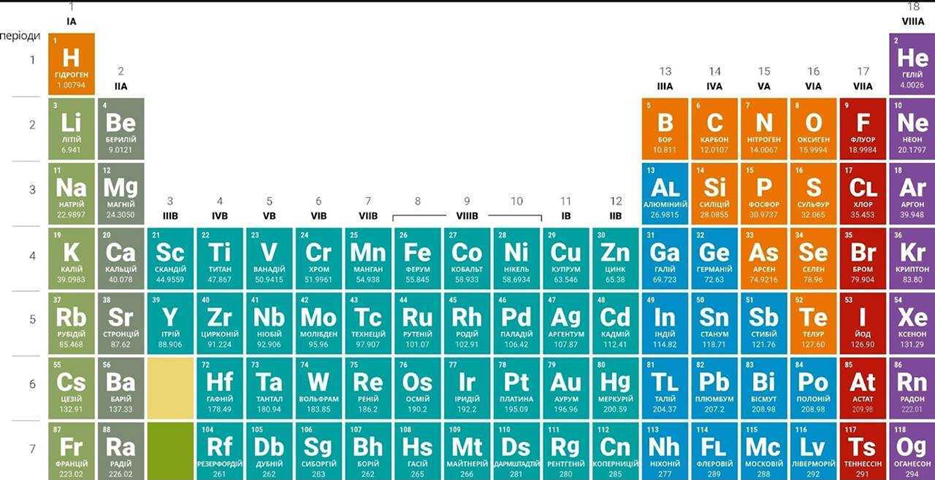 1
18
IA
VIIIA
періоди
1
1
H
ГІДРОГЕН
1.00794
2
He
ГЕЛІЙ
4.0026
2
13
14
15
16
17
IIA
IIIA
IVA
VA
VIA
VIIA
2
3
Li
ЛІТІЙ
6.941
4
Be
БЕРИЛІЙ
9.0121
5
B
БОР
10.811
6
C
КАРБОН
12.0107
7
N
НІТРОГЕН
14.0067
8
O
ОКСИГЕН
15.9994
9
F
ФЛУОР
18.9984
10
Ne
НЕОН
20.1797
3
11
Na
НАТРІЙ
22.9897
12
Mg
МАГНІЙ
24.3050
13
AL
АЛЮМІНИЙ
26.9815
14
Si
СИЛІЦІЙ
28.0855
15
P
ФОСФОР
30.9737
16
S
СУЛЬФУР
32.065
17
CL
ХЛОР
35.453
18
Ar
АРГОН
39.948
3
4
5
6
7
8
9
10
11
12
IIIB
IVB
VB
VIB
VIIB
VIIIB
IB
IIB
4
19
K
КАЛІЙ
39.0983
20
Ca
КАЛЬЦІЙ
40.078
21
Sc
СКАНДІЙ
44.9559
22
Ti
ТИТАН
47.867
23
V
ВАНАДІЙ
50.9415
24
Cr
ХРОМ
51.9961
25
Mn
МАНГАН
54.938
26
Fe
ФЕРУМ
55.845
27
Co
КОБАЛЬТ
58.933
28
Ni
НІКЕЛЬ
58.6934
29
Cu
КУПРУМ
63.546
30
Zn
ЦИНК
65.38
31
Ga
ГАЛІЙ
69.723
32
Ge
ГЕРМАНІЙ
72.63
33
As
АРСЕН
74.9216
34
Se
СЕЛЕН
78.96
35
Br
БРОМ
79.904
36
Kr
КРИПТОН
83.80
5
37
Rb
РУБІДІЙ
85.468
38
Sr
СТРОНЦІЙ
87.62
39
Y
ІТРІЙ
88.906
40
Zr
ЦИРКОНІЙ
91.224
41
Nb
НІОБІЙ
92.906
42
Mo
МОЛІБДЕН
95.96
43
Tc
ТЕХНЕЦІЙ
97.907
44
Ru
РУТЕНІЙ
101.07
45
Rh
РОДІЙ
102.91
46
Pd
ПАЛАДІЙ
106.42
47
Ag
АРГЕНТУМ
107.87
48
Cd
КАДМІЙ
112.41
49
In
ІНДІЙ
114.82
50
Sn
СТАНУМ
118.71
51
Sb
СТИБІЙ
121.76
52
Te
ТЕЛУР
127.60
53
I
ЙОД
126.90
54
Xe
КСЕНОН
131.29
6
55
Cs
ЦЕЗІЙ
132.91
56
Ba
БАРІЙ
137.33
72
Hf
ГАФНІЙ
178.49
73
Ta
ТАНТАЛ
180.94
74
W
ВОЛЬФРАМ
183.85
75
Re
РЕНІЙ
186.2
76
Os
ОСМІЙ
190.2
77
Ir
ІРИДІЙ
192.2
78
Pt
ПЛАТИНА
195.09
79
Au
АУРУМ
196.96
80
Hg
МЕРКУРІЙ
200.59
81
TL
ТАЛІЙ
204.37
82
Pb
ПЛЮМБУМ
207.2
83
Bi
БІСМУТ
208.98
84
Po
ПОЛОНІЙ
208.98
85
At
АСТАТ
209.98
86
Rn
РАДОН
222.01
7
87
Fr
ФРАНЦІЙ
223.02
88
Ra
РАДІЙ
226.02
104
Rf
РЕЗЕРФОРДІЙ
261
105
Db
ДУБНІЙ
262
106
Sg
СИБОРГІЙ
263
107
Bh
БОРІЙ
262
108
Hs
ГАСІЙ
265
109
Mt
МАЙТНЕРІЙ
266
110
Ds
ДАРМШТАДТІЙ
281
111
Rg
РЕНТГЕНІЙ
280
112
Cn
КОПЕРНИЦІЙ
285
113
Nh
НІХОНІЙ
277
114
FL
ФЛЕРОВІЙ
289
115
Mc
МОСКОВІЙ
288
116
Lv
ЛІВЕРМОРІЙ
292
117
Ts
ТЕННЕССІН
291
118
Og
ОГАНЕСОН
294